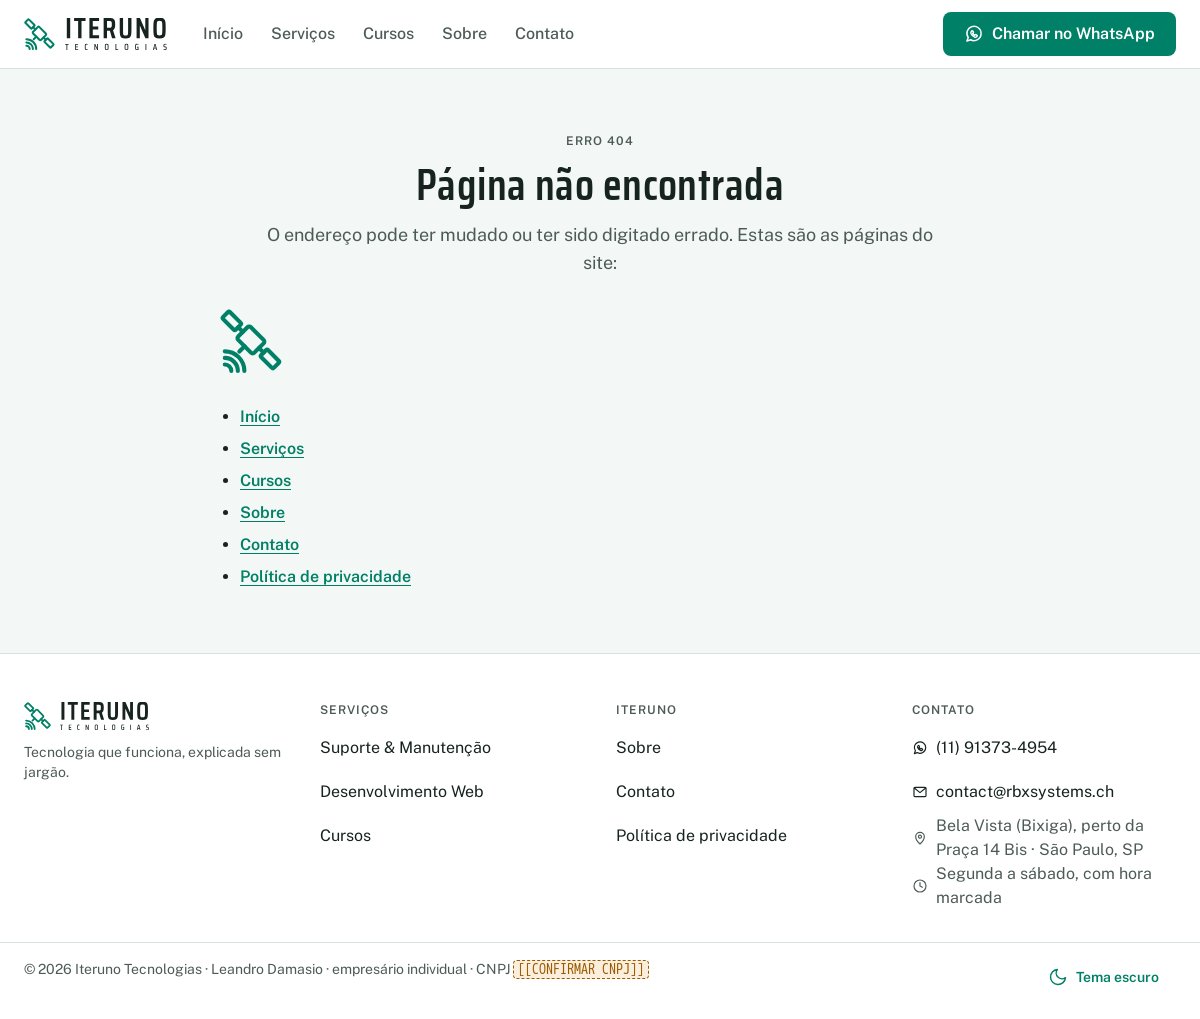 ITERUNO
TECNOLOGIAS
Início
Serviços
Cursos
Sobre
Contato
Chamar no WhatsApp
ERRO 404
Página não encontrada
O endereço pode ter mudado ou ter sido digitado errado. Estas são as páginas do
site:
Início
Serviços
Cursos
Sobre
Contato
Política de privacidade
ITERUNO
TECNOLOGIAS
Tecnologia que funciona, explicada sem
jargão.
SERVIÇOS
Suporte & Manutenção
Desenvolvimento Web
Cursos
ITERUNO
Sobre
Contato
Política de privacidade
CONTATO
(11) 91373-4954
contact@rbxsystems.ch
Bela Vista (Bixiga), perto da
Praça 14 Bis · São Paulo, SP
Segunda a sábado, com hora
marcada
© 2026 Iteruno Tecnologias · Leandro Damasio · empresário individual · CNPJ [[CONFIRMAR CNPJ]]
Tema escuro